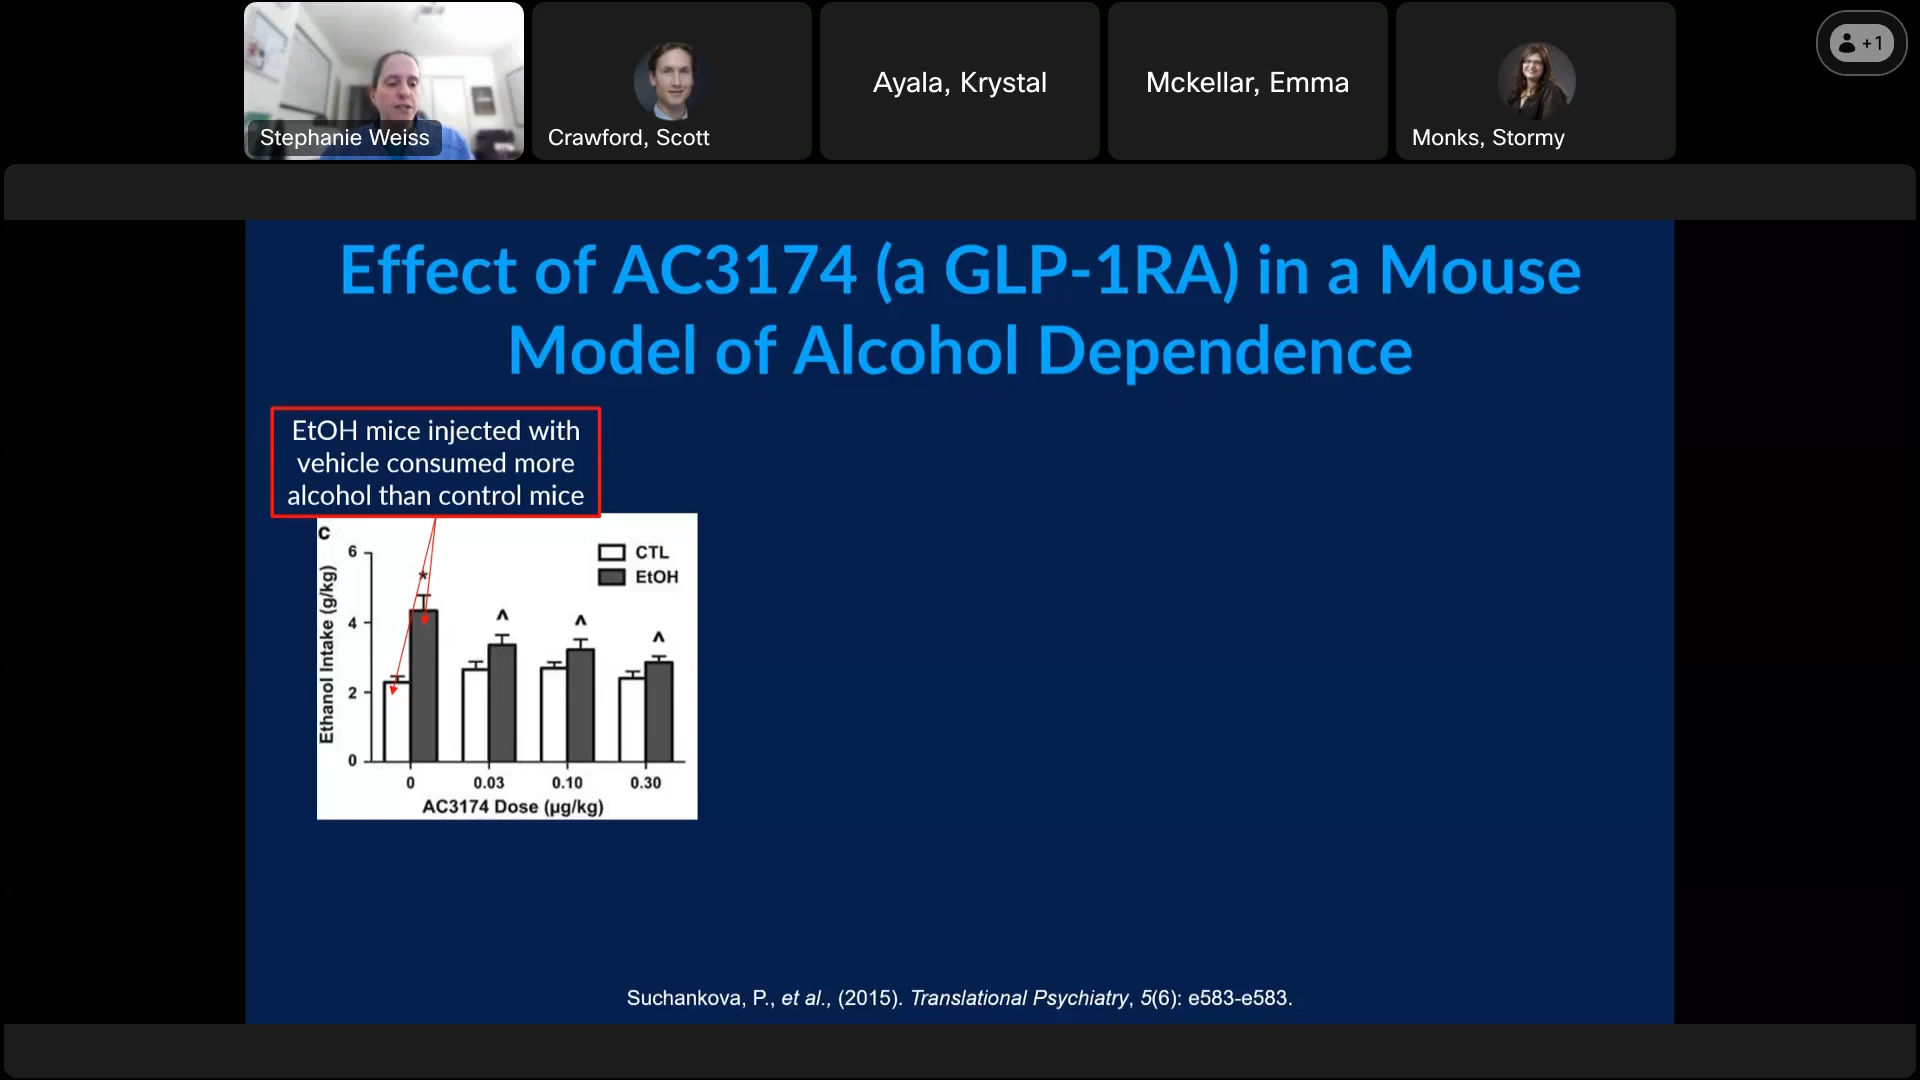 Stephanie Weiss
Crawford, Scott
Ayala, Krystal
Mckellar, Emma
Monks, Stormy
+1
Effect of AC3174 (a GLP-1RA) in a Mouse
Model of Alcohol Dependence
EtOH mice injected with
vehicle consumed more
alcohol than control mice
c
CTL
EtOH
Ethanol Intake (g/kg)
6
4
2
0
*
^
^
^
0 0.03 0.10 0.30
AC3174 Dose (µg/kg)
Suchankova, P., et al., (2015). Translational Psychiatry, 5(6): e583-e583.